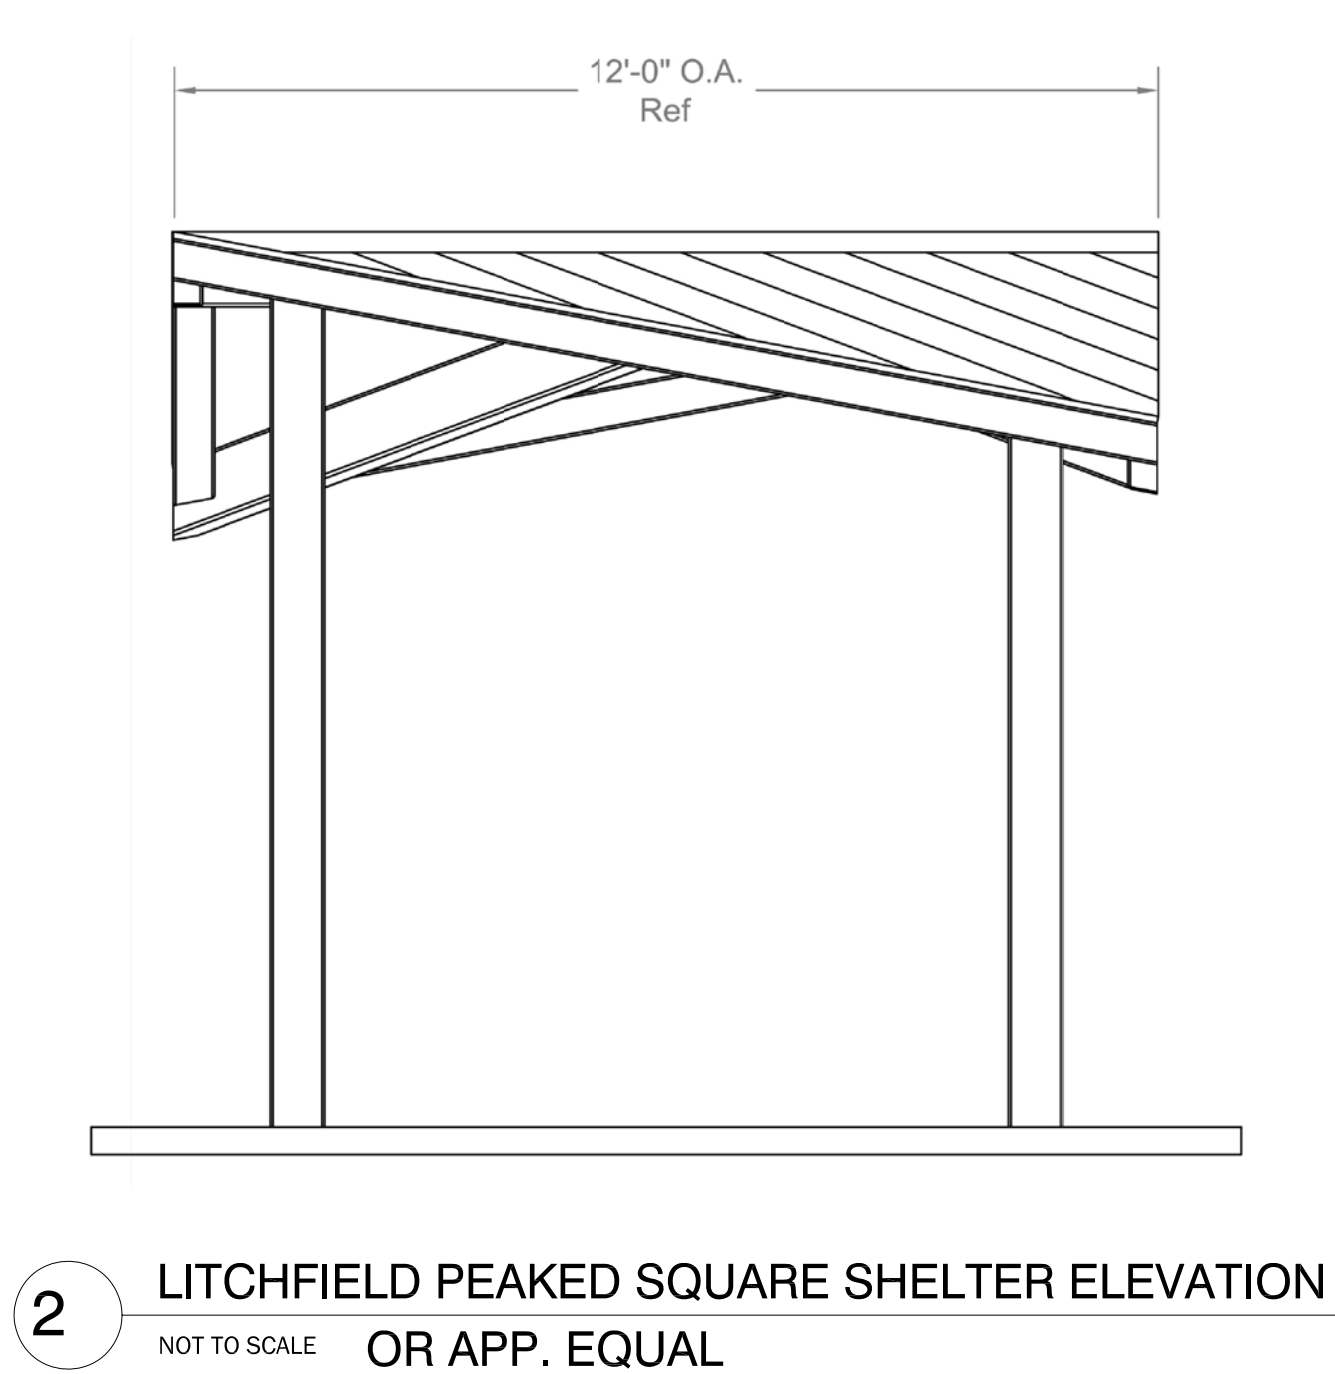 12'-0" O.A.
Ref
2
LITCHFIELD PEAKED SQUARE SHELTER ELEVATION
NOT TO SCALE
OR APP. EQUAL